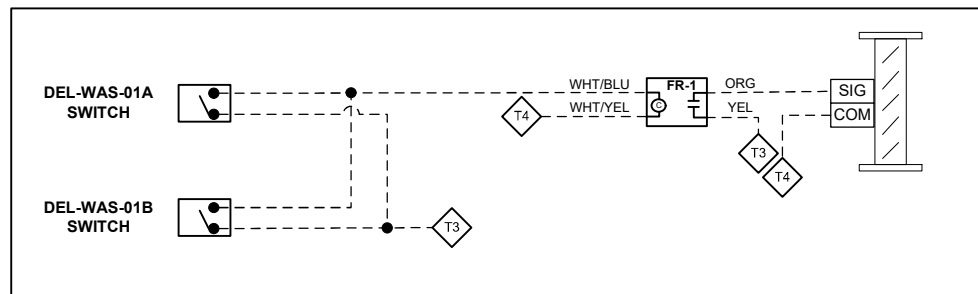 DEL-WAS-01A
SWITCH
WHT/BLU
FR-1
ORG
SIG
C
T4
WHT/YEL
YEL
COM
T3
T4
DEL-WAS-01B
SWITCH
T3